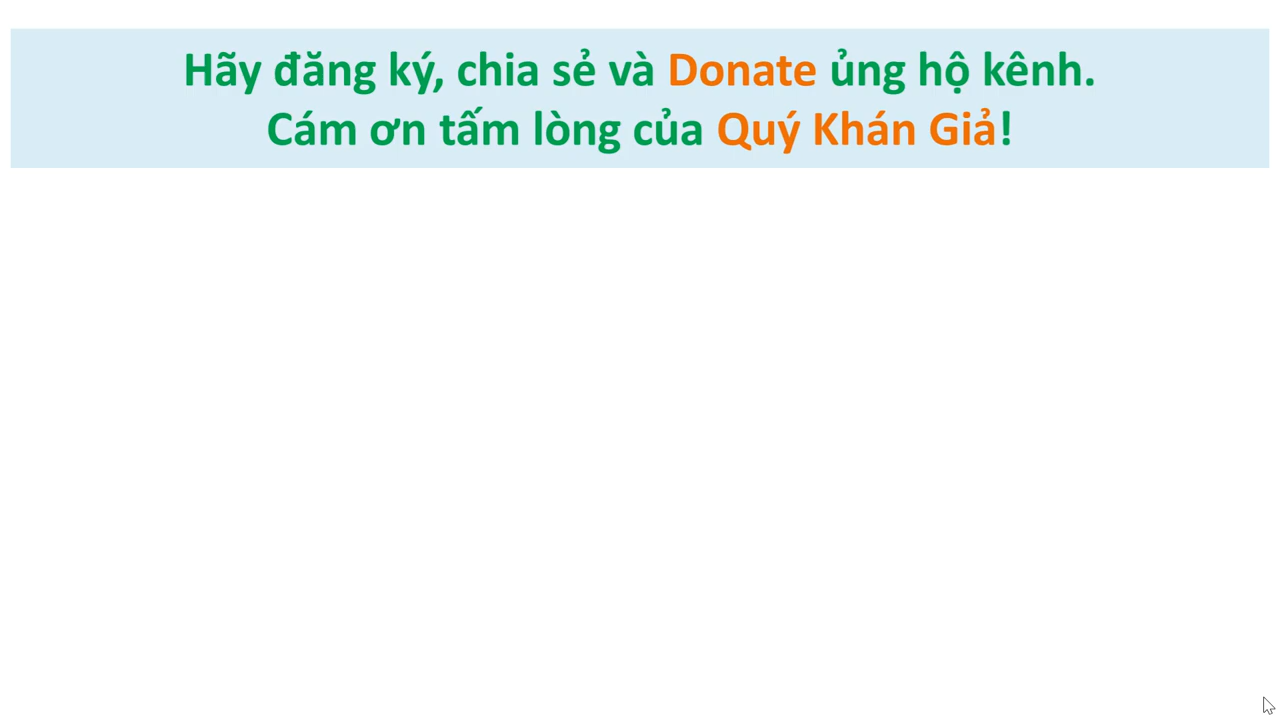 Hãy đăng ký, chia sẻ và Donate ủng hộ kênh.
Cám ơn tấm lòng của Quý Khán Giả!